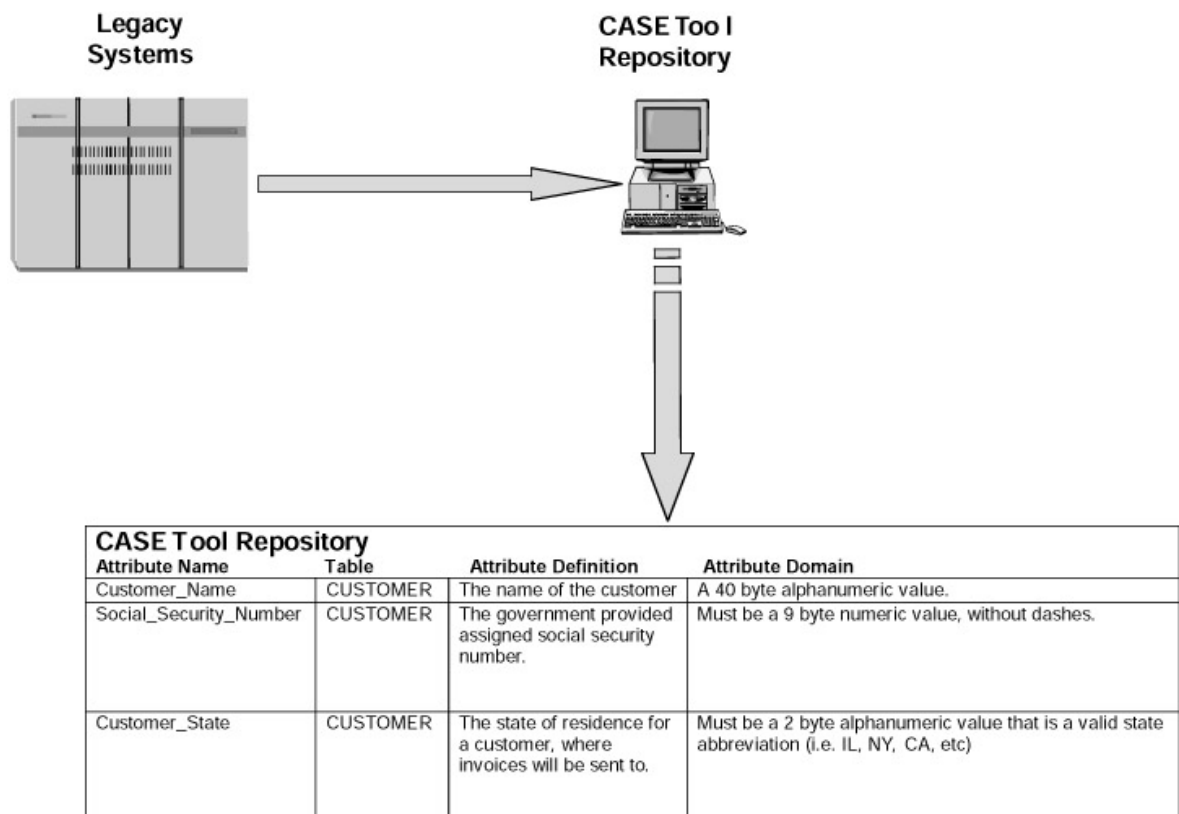 Legacy
Systems
CASE Too l
Repository
CASE Tool Repository
Attribute Name Table Attribute Definition Attribute Domain
Customer_Name CUSTOMER The name of the customer A 40 byte alphanumeric value.
Social_Security_Number CUSTOMER The government provided Must be a 9 byte numeric value, without dashes.
assigned social security
number.
Customer_State CUSTOMER The state of residence for Must be a 2 byte alphanumeric value that is a valid state
a customer, where abbreviation (i.e. IL, NY, CA, etc)
invoices will be sent to.